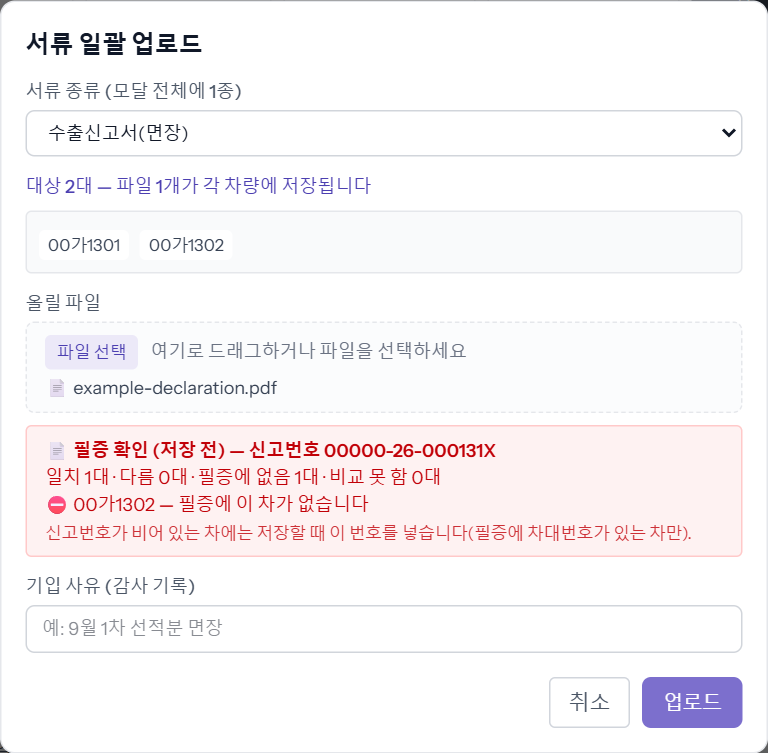 서류 일괄 업로드
서류 종류 (모달 전체에 1종)
수출신고서(면장)
대상 2대 — 파일 1개가 각 차량에 저장됩니다
00가1301 00가1302
올릴 파일
파일 선택 여기로 드래그하거나 파일을 선택하세요
example-declaration.pdf
필증 확인 (저장 전) — 신고번호 00000-26-000131X
일치 1대 · 다름 0대 · 필증에 없음 1대 · 비교 못 함 0대
00가1302 — 필증에 이 차가 없습니다
신고번호가 비어 있는 차에는 저장할 때 이 번호를 넣습니다(필증에 차대번호가 있는 차만).
기입 사유 (감사 기록)
예: 9월 1차 선적분 면장
취소 업로드